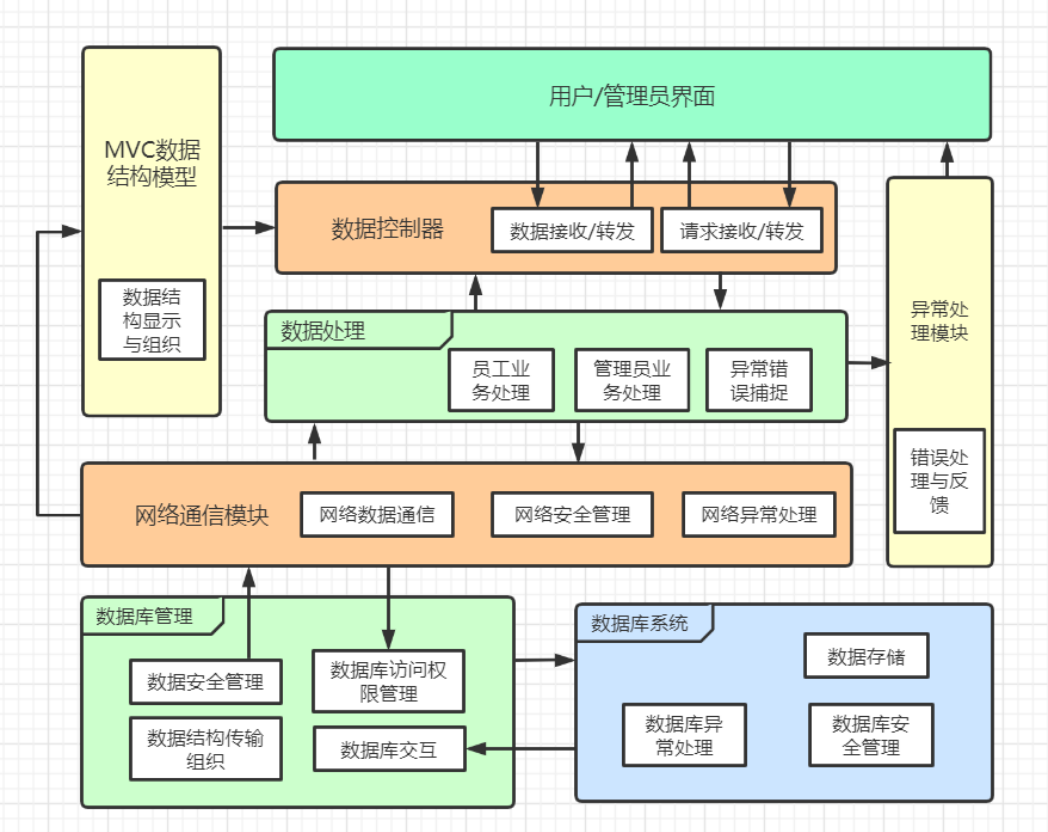 用户/管理员界面
MVC数据
结构模型
数据结
构显示
与组织
数据控制器
数据接收/转发
请求接收/转发
数据处理
员工业
务处理
管理员业
务处理
异常错
误捕捉
异常处
理模块
错误处
理与反
馈
网络通信模块
网络数据通信
网络安全管理
网络异常处理
数据库管理
数据安全管理
数据库访问权
限管理
数据结构传输
组织
数据库交互
数据库系统
数据存储
数据库异
常处理
数据库安
全管理